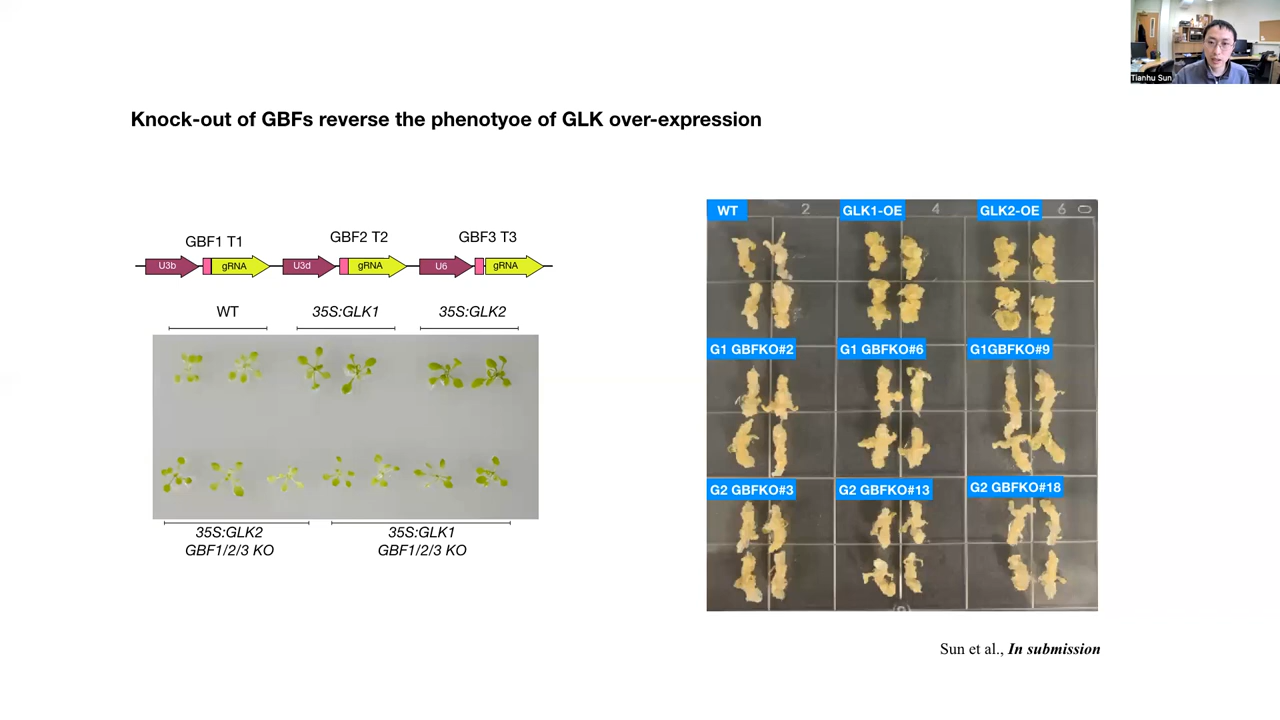 Tianhu Sun
Knock-out of GBFs reverse the phenotyoe of GLK over-expression
GBF1 T1
GBF2 T2
GBF3 T3
U3b
gRNA
U3d
gRNA
U6
gRNA
WT
35S:GLK1
35S:GLK2
35S:GLK2
GBF1/2/3 KO
35S:GLK1
GBF1/2/3 KO
WT
2
GLK1-OE
4
GLK2-OE
6
G1 GBFKO#2
G1 GBFKO#6
G1GBFKO#9
G2 GBFKO#3
G2 GBFKO#13
G2 GBFKO#18
Sun et al., In submission